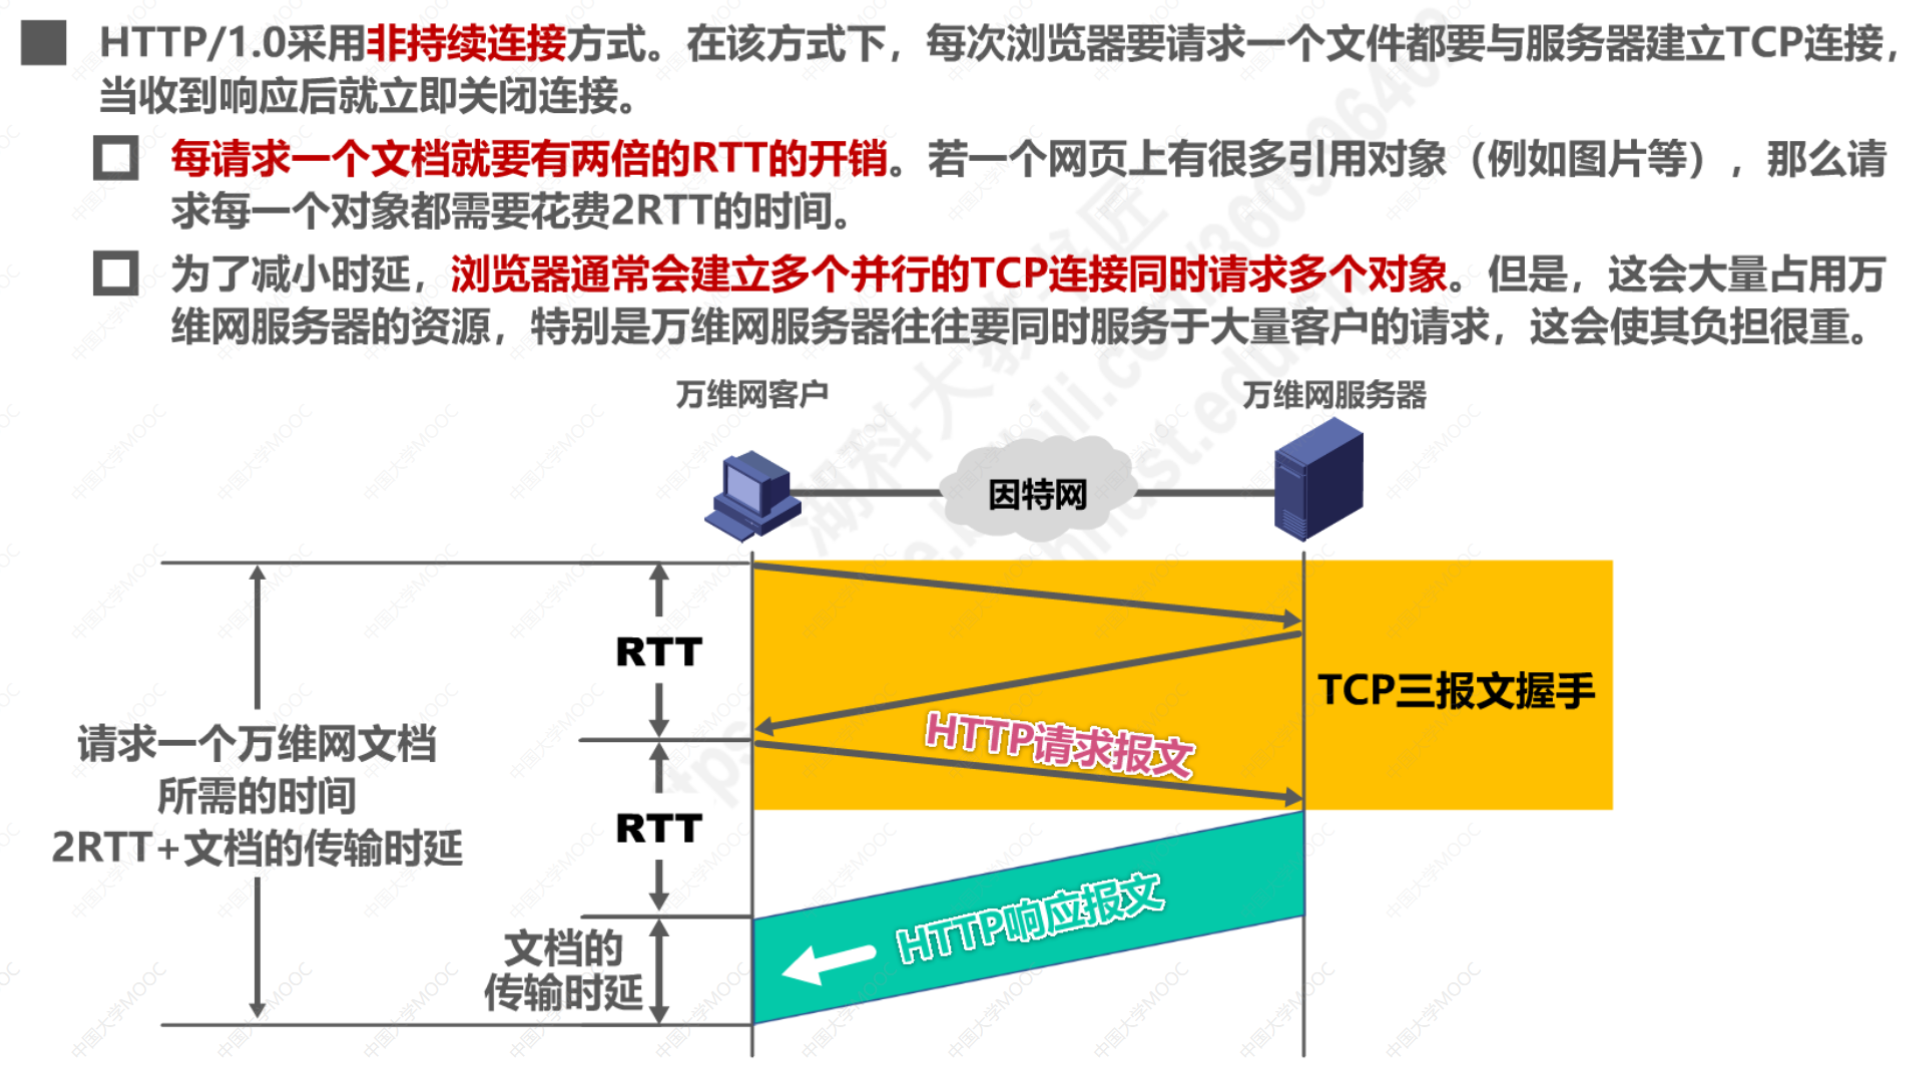 HTTP/1.0采用非持续连接方式。在该方式下，每次浏览器要请求一个文件都要与服务器建立TCP连接，
当收到响应后就立即关闭连接。
每请求一个文档就要有两倍的RTT的开销。若一个网页上有很多引用对象（例如图片等），那么请
求每一个对象都需要花费2RTT的时间。
为了减小时延，浏览器通常会建立多个并行的TCP连接同时请求多个对象。但是，这会大量占用万
维网服务器的资源，特别是万维网服务器往往要同时服务于大量客户的请求，这会使其负担很重。
万维网客户
万维网服务器
因特网
RTT
TCP三报文握手
HTTP请求报文
请求一个万维网文档
所需的时间
2RTT+文档的传输时延
RTT
HTTP响应报文
文档的
传输时延
中国大学MOOC